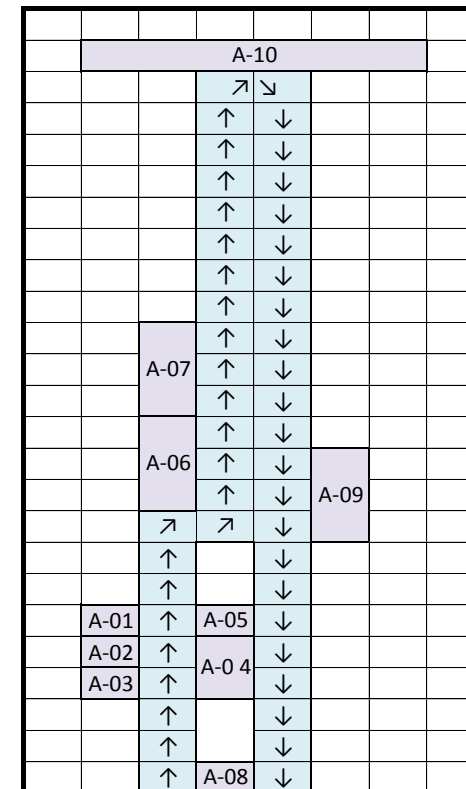 A-10
↗ ↘
↑ ↓
↑ ↓
↑ ↓
↑ ↓
↑ ↓
↑ ↓
↑ ↓
↑ ↓
A-07 ↑ ↓
↑ ↓
↑ ↓
A-06 ↑ ↓
↑ ↓ A-09
↗ ↗ ↓
↑ ↓
↑ ↓
A-01 ↑ A-05 ↓
A-02 ↑ A-0 4 ↓
A-03 ↑ ↓
↑ ↓
↑ ↓
↑ A-08 ↓